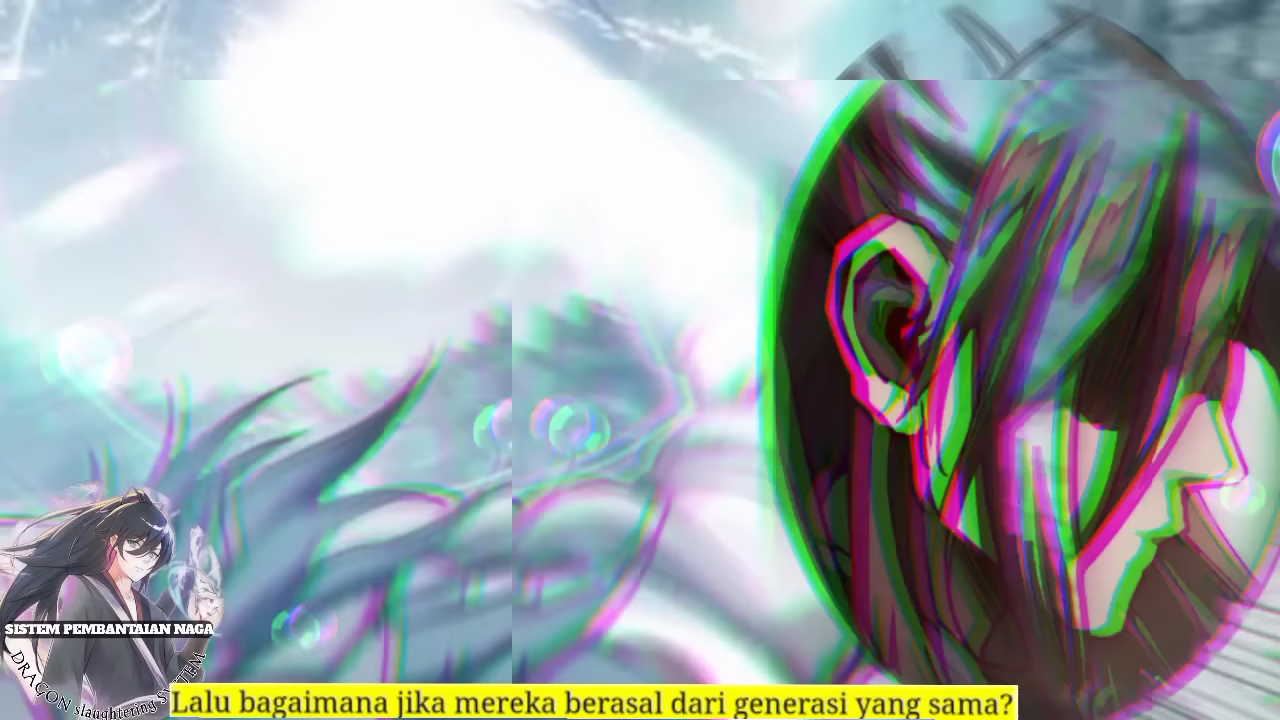 SISTEM PEMBANTAIAN NAGA
DRAGON slaughtering SYSTEM
Lalu bagaimana jika mereka berasal dari generasi yang sama?